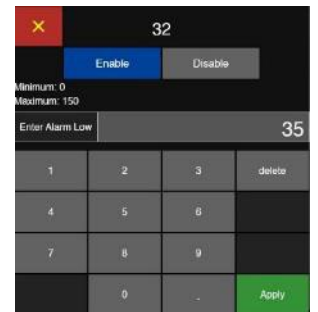 × 32
Enable Disable
Minimum: 0
Maximum: 150
Enter Alarm Low 35
1 2 3 delete
4 5 6
7 8 9
0 . Apply